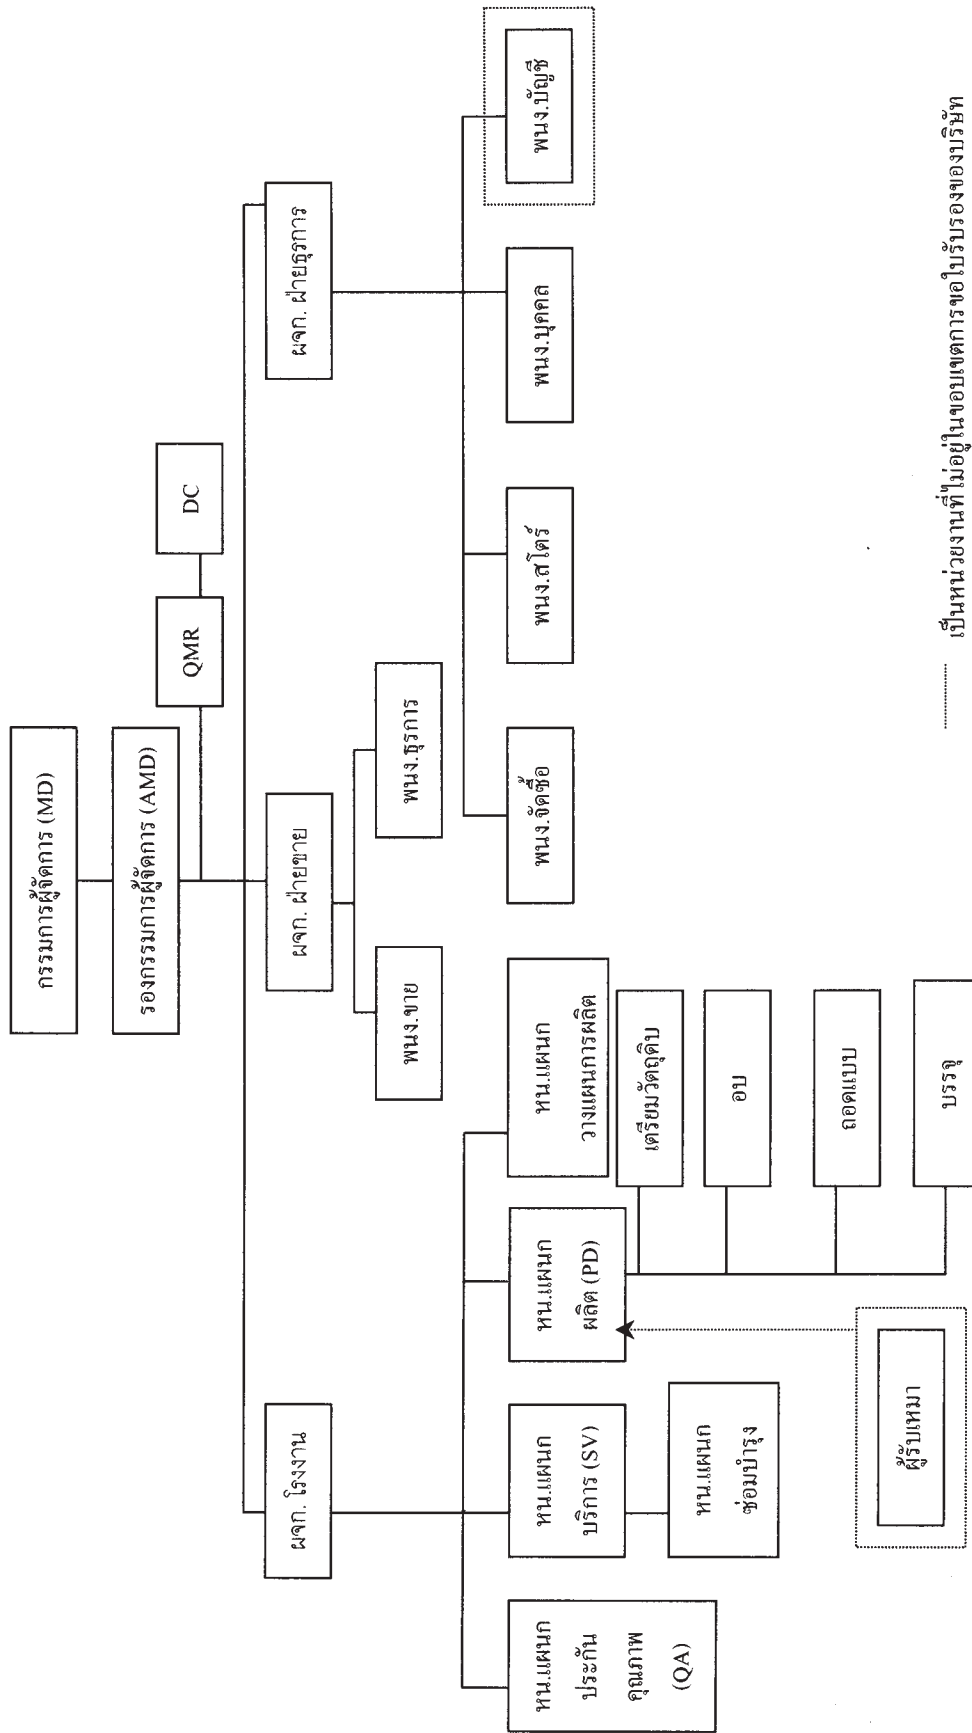 กรรมการผู้จัดการ (MD)
รองกรรมการผู้จัดการ (AMD)
QMR
DC
ผจก. โรงงาน
ผจก. ฝ่ายขาย
ผจก. ฝ่ายธุรการ
พนง.ขาย
พนง.ธุรการ
หน.แผนก
ประกัน
คุณภาพ
(QA)
หน.แผนก
บริการ (SV)
หน.แผนก
ผลิต (PD)
หน.แผนก
วางแผนการผลิต
พนง.จัดซื้อ
พนง.สโตร์
พนง.บุคคล
พนง.บัญชี
หน.แผนก
ซ่อมบำรุง
เตรียมวัตถุดิบ
อบ
ถอดแบบ
บรรจุ
ผู้รับเหมา
เป็นหน่วยงานที่ไม่อยู่ในขอบเขตการขอใบรับรองของบริษัท